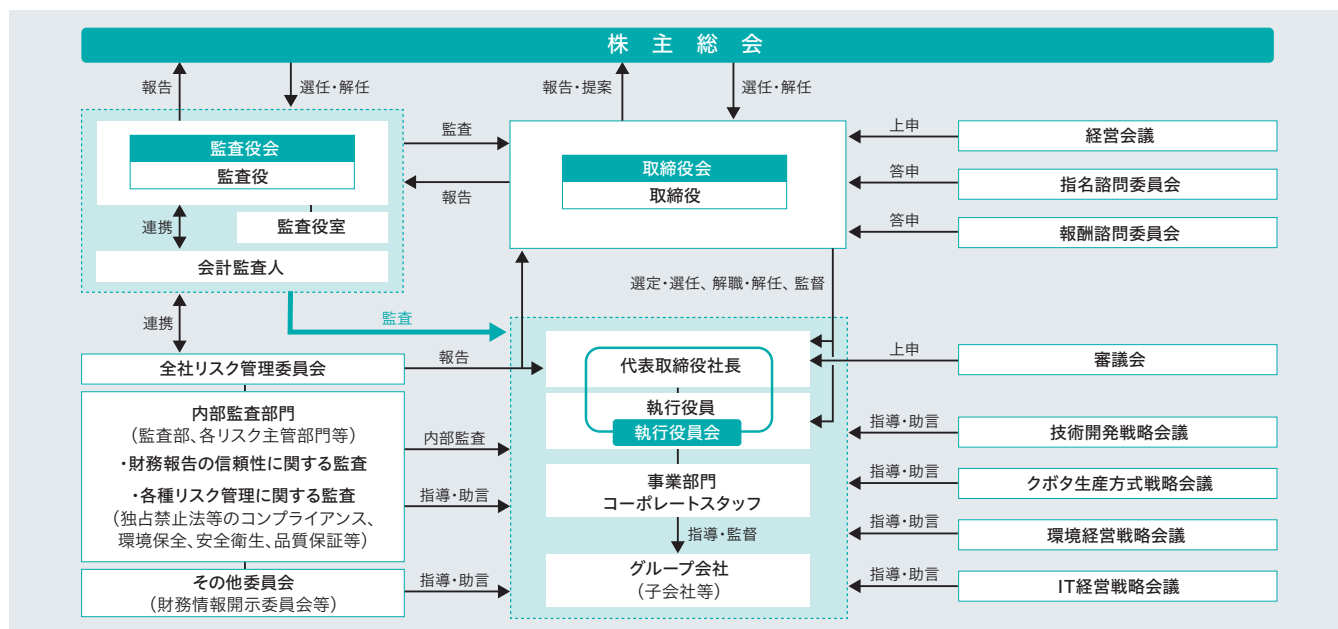 株主総会
報告
選任・解任
報告・提案
選任・解任
監査役会
監査役
監査役室
連携
会計監査人
監査
報告
取締役会
取締役
上申
経営会議
答申
指名諮問委員会
答申
報酬諮問委員会
選定・選任、解職・解任、監督
連携
監査
全社リスク管理委員会
報告
代表取締役社長
上申
審議会
内部監査部門
(監査部、各リスク主管部門等)
・財務報告の信頼性に関する監査
・各種リスク管理に関する監査
(独占禁止法等のコンプライアンス、
環境保全、安全衛生、品質保証等)
内部監査
指導・助言
執行役員
執行役員会
事業部門
コーポレートスタッフ
指導・監督
グループ会社
(子会社等)
指導・助言
技術開発戦略会議
指導・助言
クボタ生産方式戦略会議
指導・助言
環境経営戦略会議
指導・助言
IT経営戦略会議
その他委員会
(財務情報開示委員会等)
指導・助言